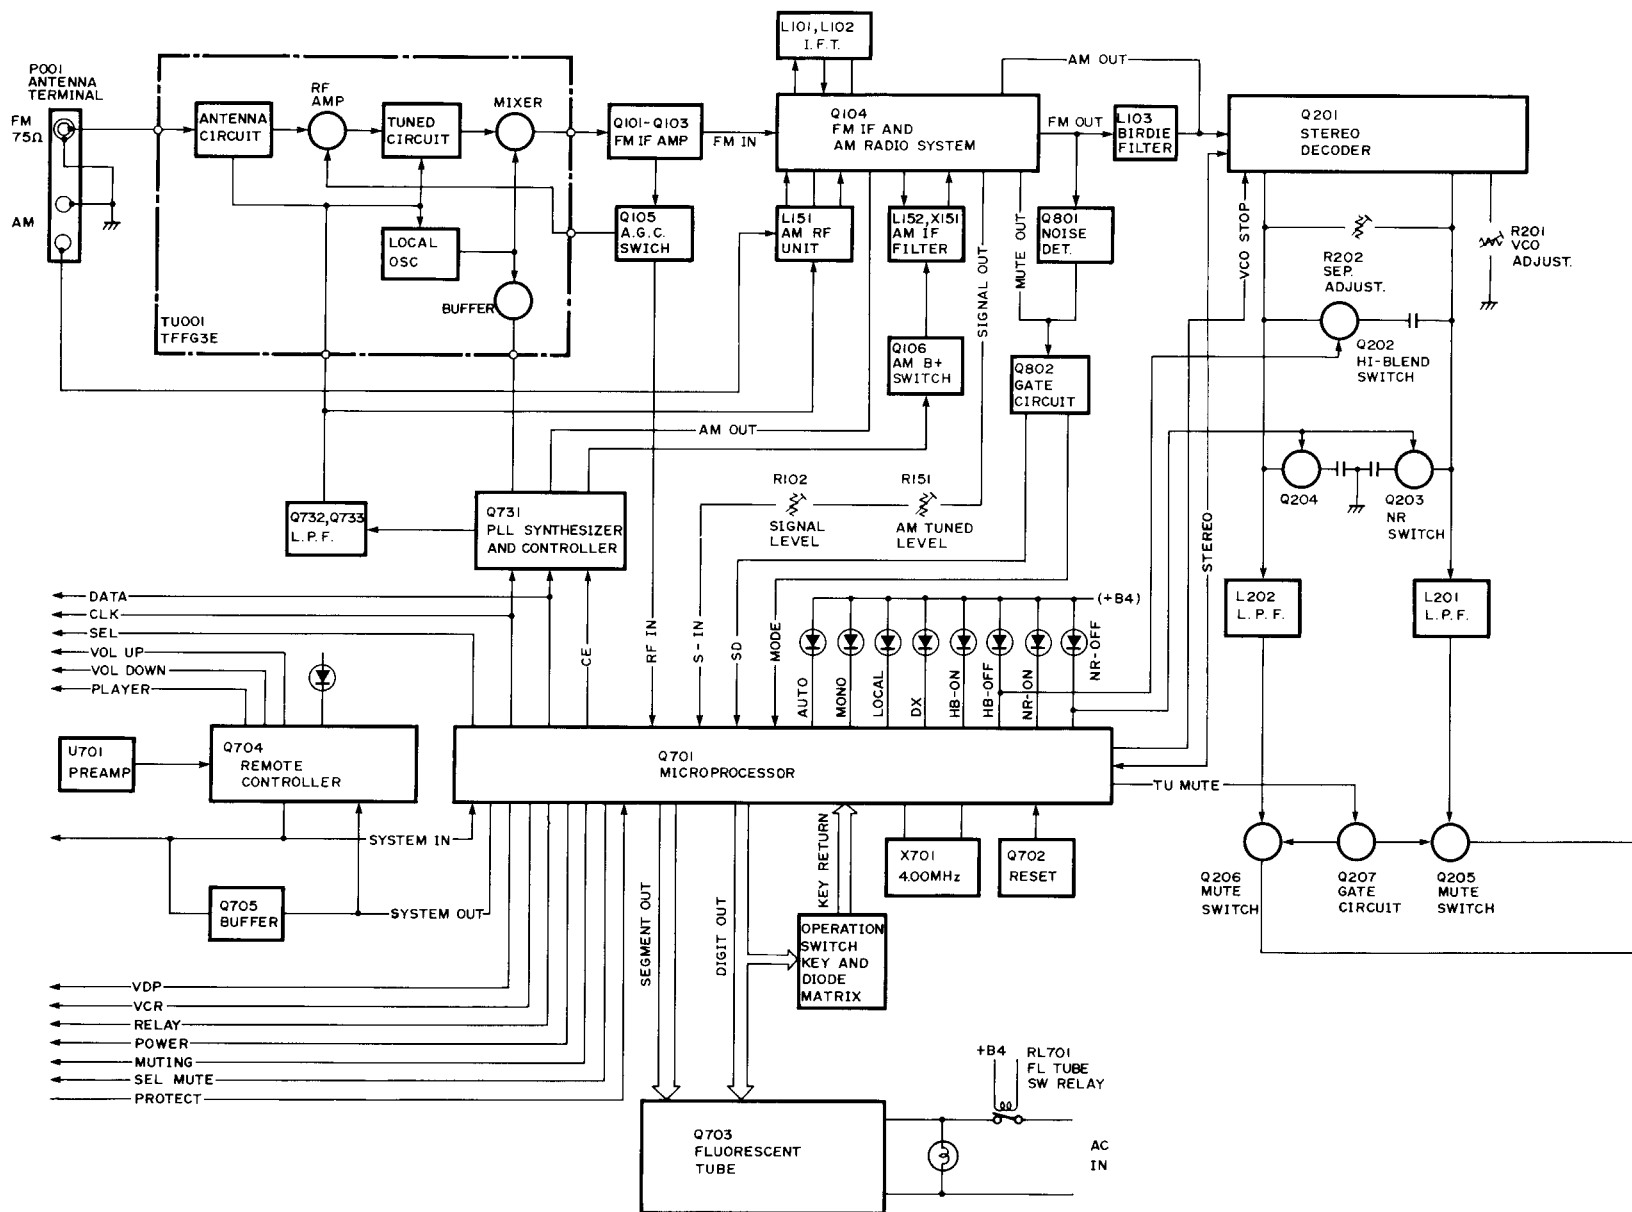 L101,L102
I.F.T.
P001
ANTENNA
TERMINAL
FM
75Ω
AM
ANTENNA
CIRCUIT
RF
AMP
TUNED
CIRCUIT
MIXER
LOCAL
OSC
BUFFER
TU001
TFFG3E
Q101-Q103
FM IF AMP
FM IN
Q105
A.G.C.
SWICH
Q104
FM IF AND
AM RADIO SYSTEM
AM OUT
FM OUT
L103
BIRDIE
FILTER
Q201
STEREO
DECODER
L151
AM RF
UNIT
L152,X151
AM IF
FILTER
SIGNAL OUT
MUTE OUT
Q801
NOISE
DET.
VCO STOP
R202
SEP.
ADJUST.
R201
VCO
ADJUST.
Q106
AM B+
SWITCH
Q802
GATE
CIRCUIT
Q202
HI-BLEND
SWITCH
AM OUT
R102
SIGNAL
LEVEL
R151
AM TUNED
LEVEL
Q204
Q203
NR
SWITCH
STEREO
Q732,Q733
L.P.F.
Q731
PLL SYNTHESIZER
AND CONTROLLER
L202
L.P.F.
L201
L.P.F.
DATA
CLK
SEL
VOL UP
VOL DOWN
PLAYER
CE
RF IN
S-IN
SD
MODE
AUTO
MONO
LOCAL
DX
HB-ON
HB-OFF
NR-ON
NR-OFF
(+B4)
U701
PREAMP
Q704
REMOTE
CONTROLLER
Q701
MICROPROCESSOR
TU MUTE
SYSTEM IN
Q705
BUFFER
SYSTEM OUT
SEGMENT OUT
DIGIT OUT
KEY RETURN
X701
4.00MHz
Q702
RESET
Q206
MUTE
SWITCH
Q207
GATE
CIRCUIT
Q205
MUTE
SWITCH
OPERATION
SWITCH
KEY AND
DIODE
MATRIX
VDP
VCR
RELAY
POWER
MUTING
SEL MUTE
PROTECT
+B4
RL701
FL TUBE
SW RELAY
Q703
FLUORESCENT
TUBE
AC
IN